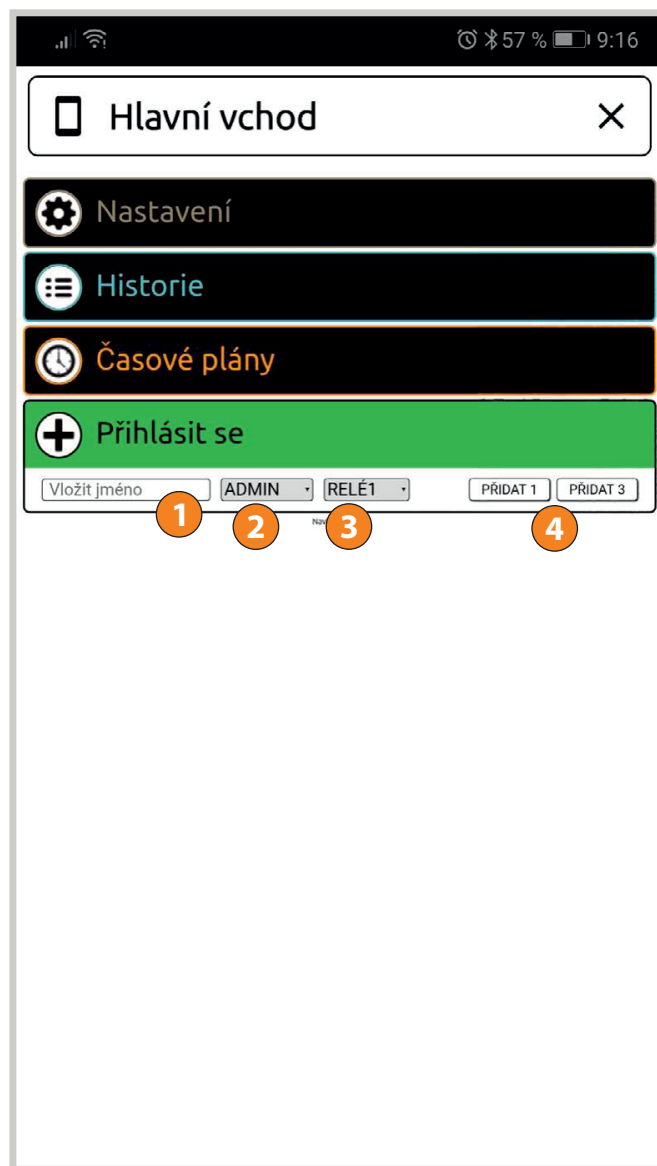 57 % 9:16
Hlavní vchod
Nastavení
Historie
Časové plány
Přihlásit se
Vložit jméno ADMIN RELÉ1 PŘIDAT 1 PŘIDAT 3
1 2 3 4